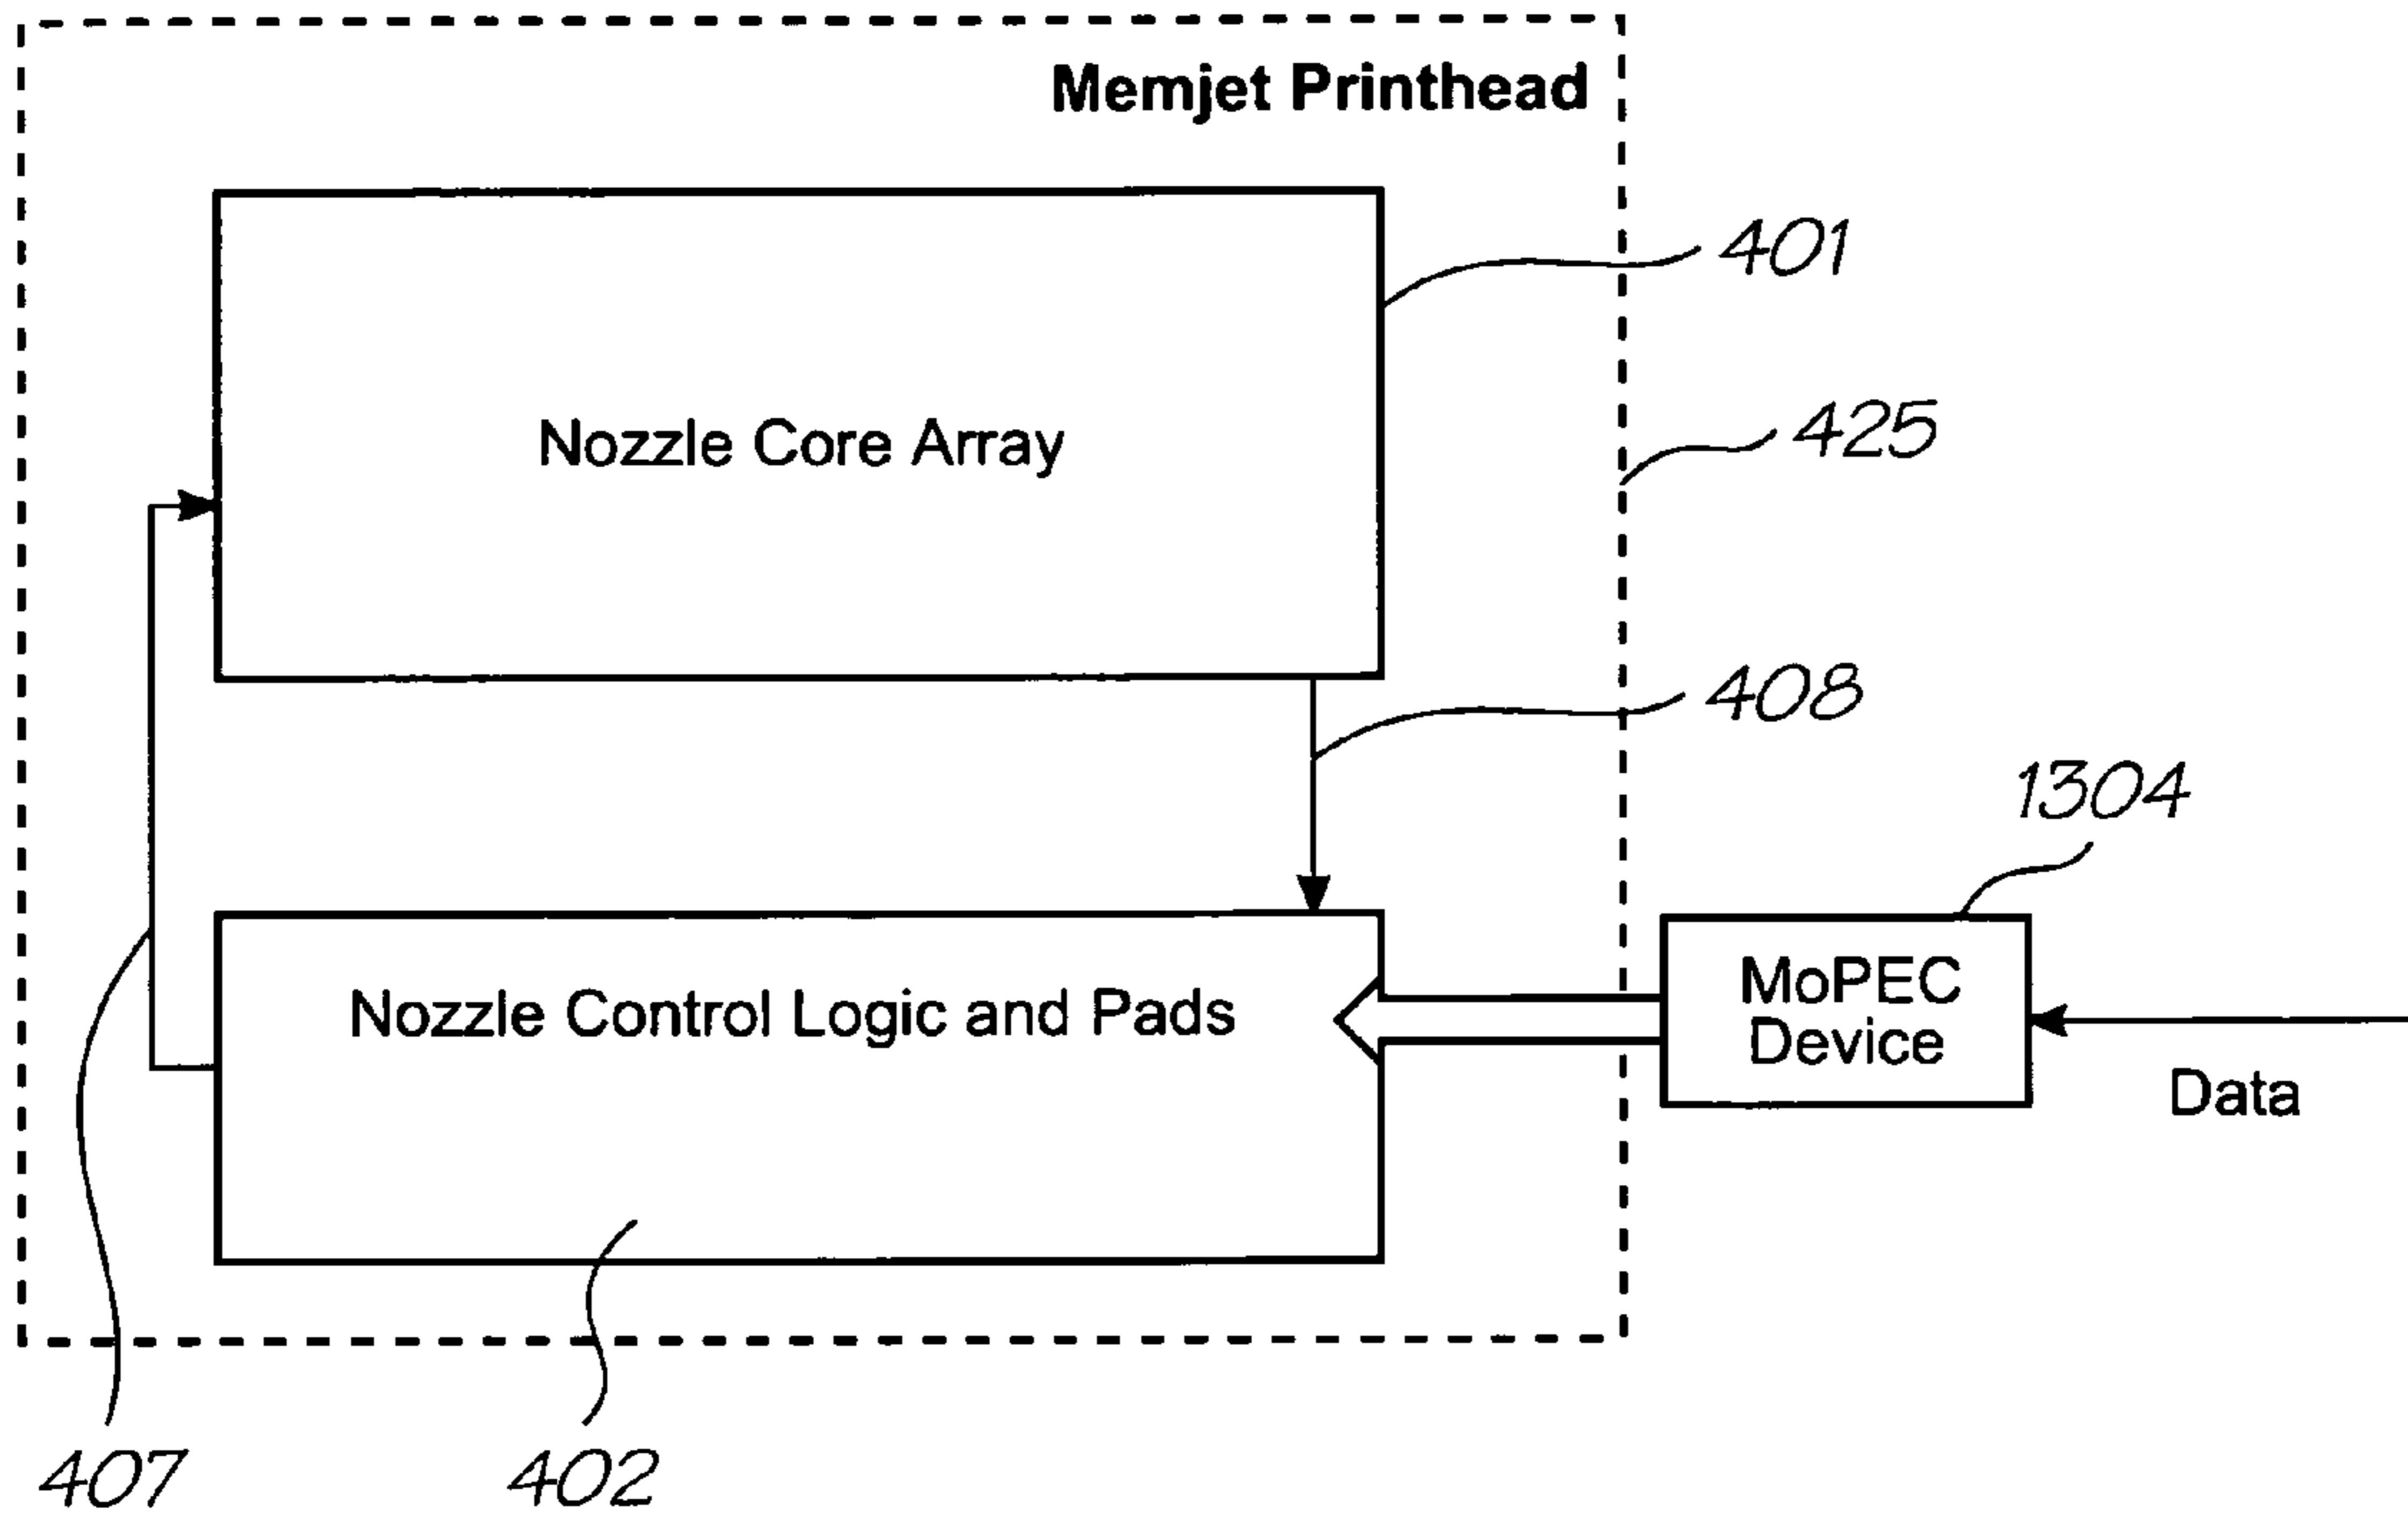 Memjet Printhead
401
Nozzle Core Array
425
408
1304
Nozzle Control Logic and Pads
MoPEC
Device
Data
407
402